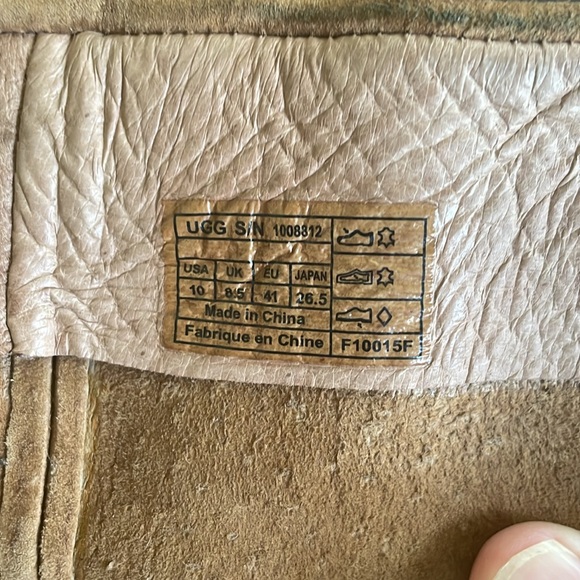 UGG S/N 1008812
USA UK EU JAPAN
10 8.5 41 26.5
Made in China
Fabrique en Chine F10015F